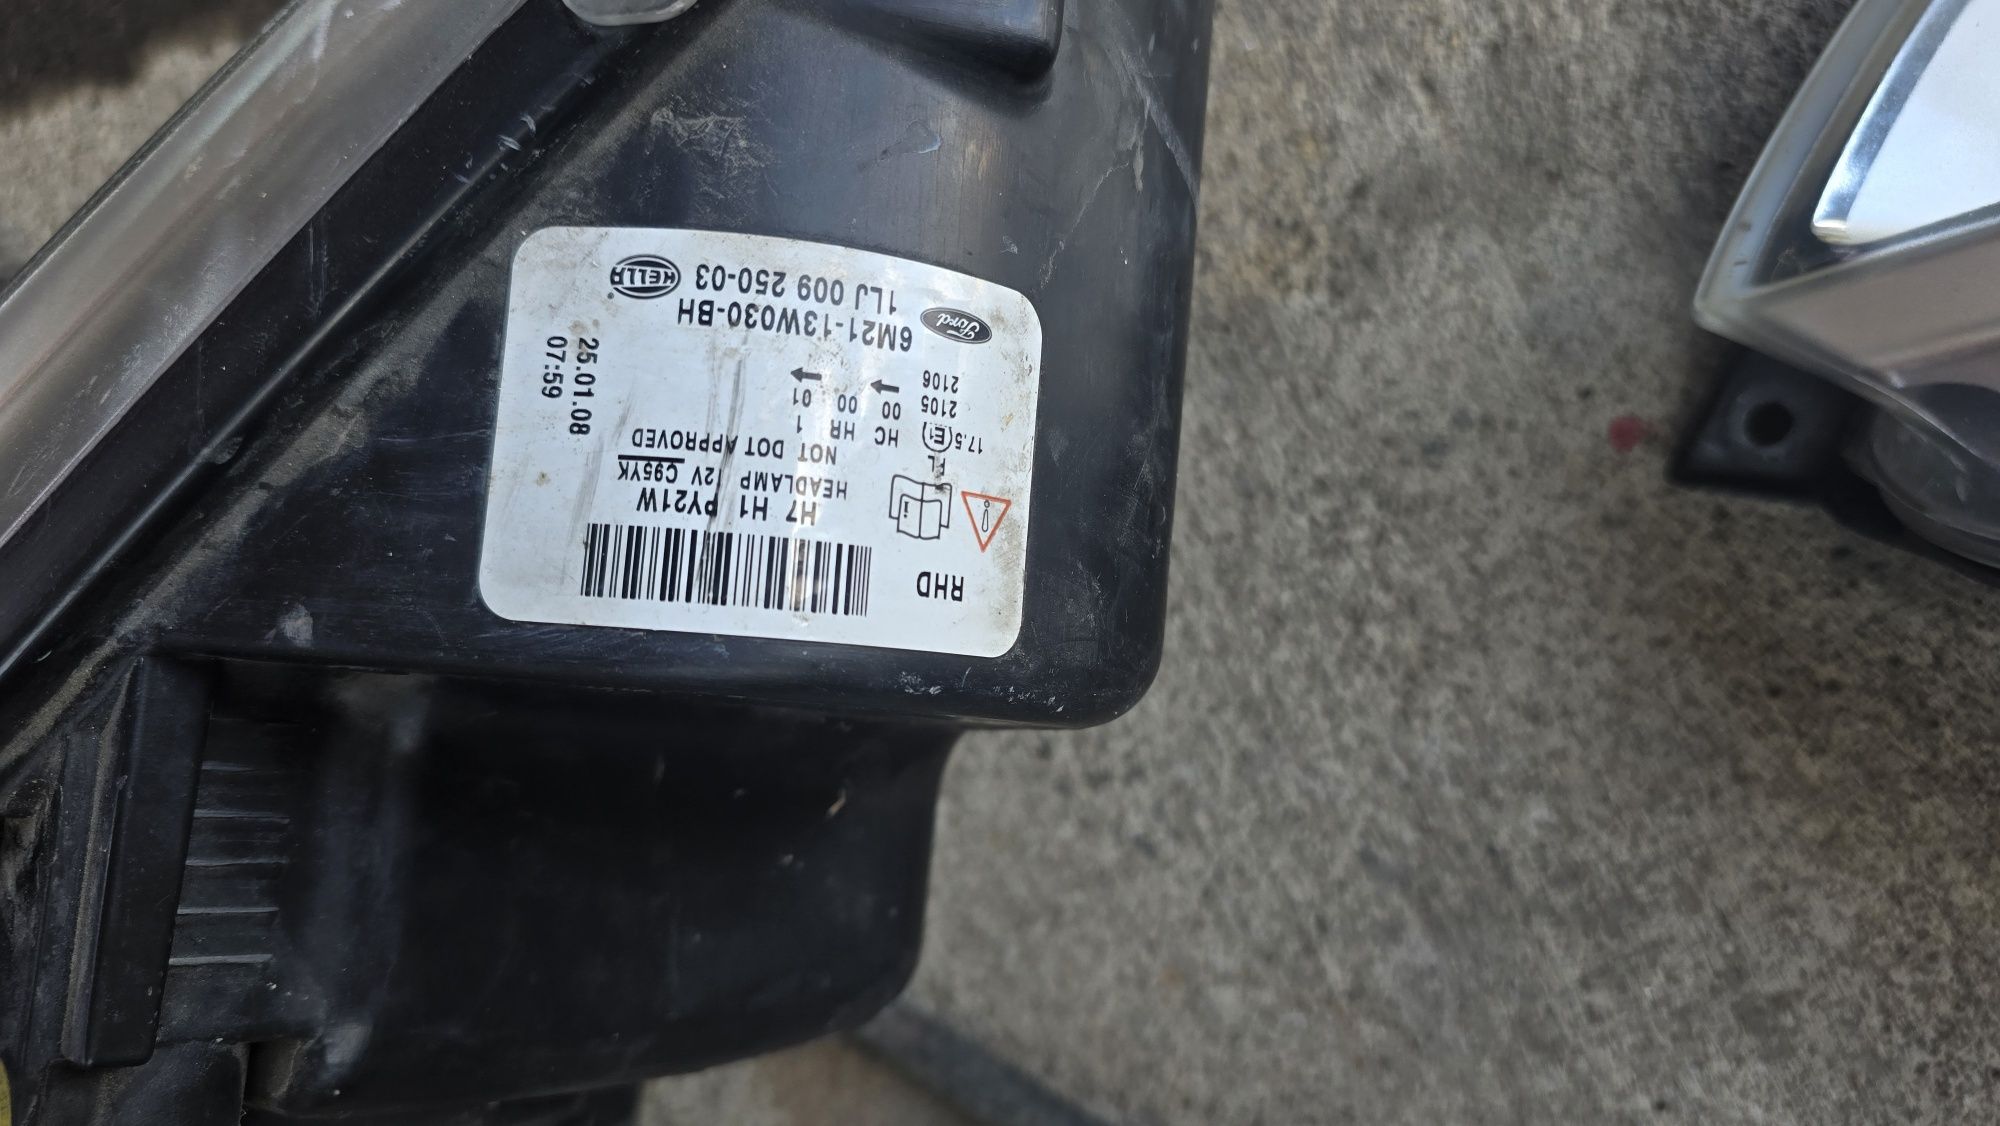 RHD
H7 H1 PY21W
HEADLAMP 12V C95YK
NOT DOT APPROVED
FL
17.5 E1
HC HR 1
2105 00 00 01
2106
6M21-13W030-BH
Ford
1LJ 009 250-03
HELLA
25.01.08
07:59